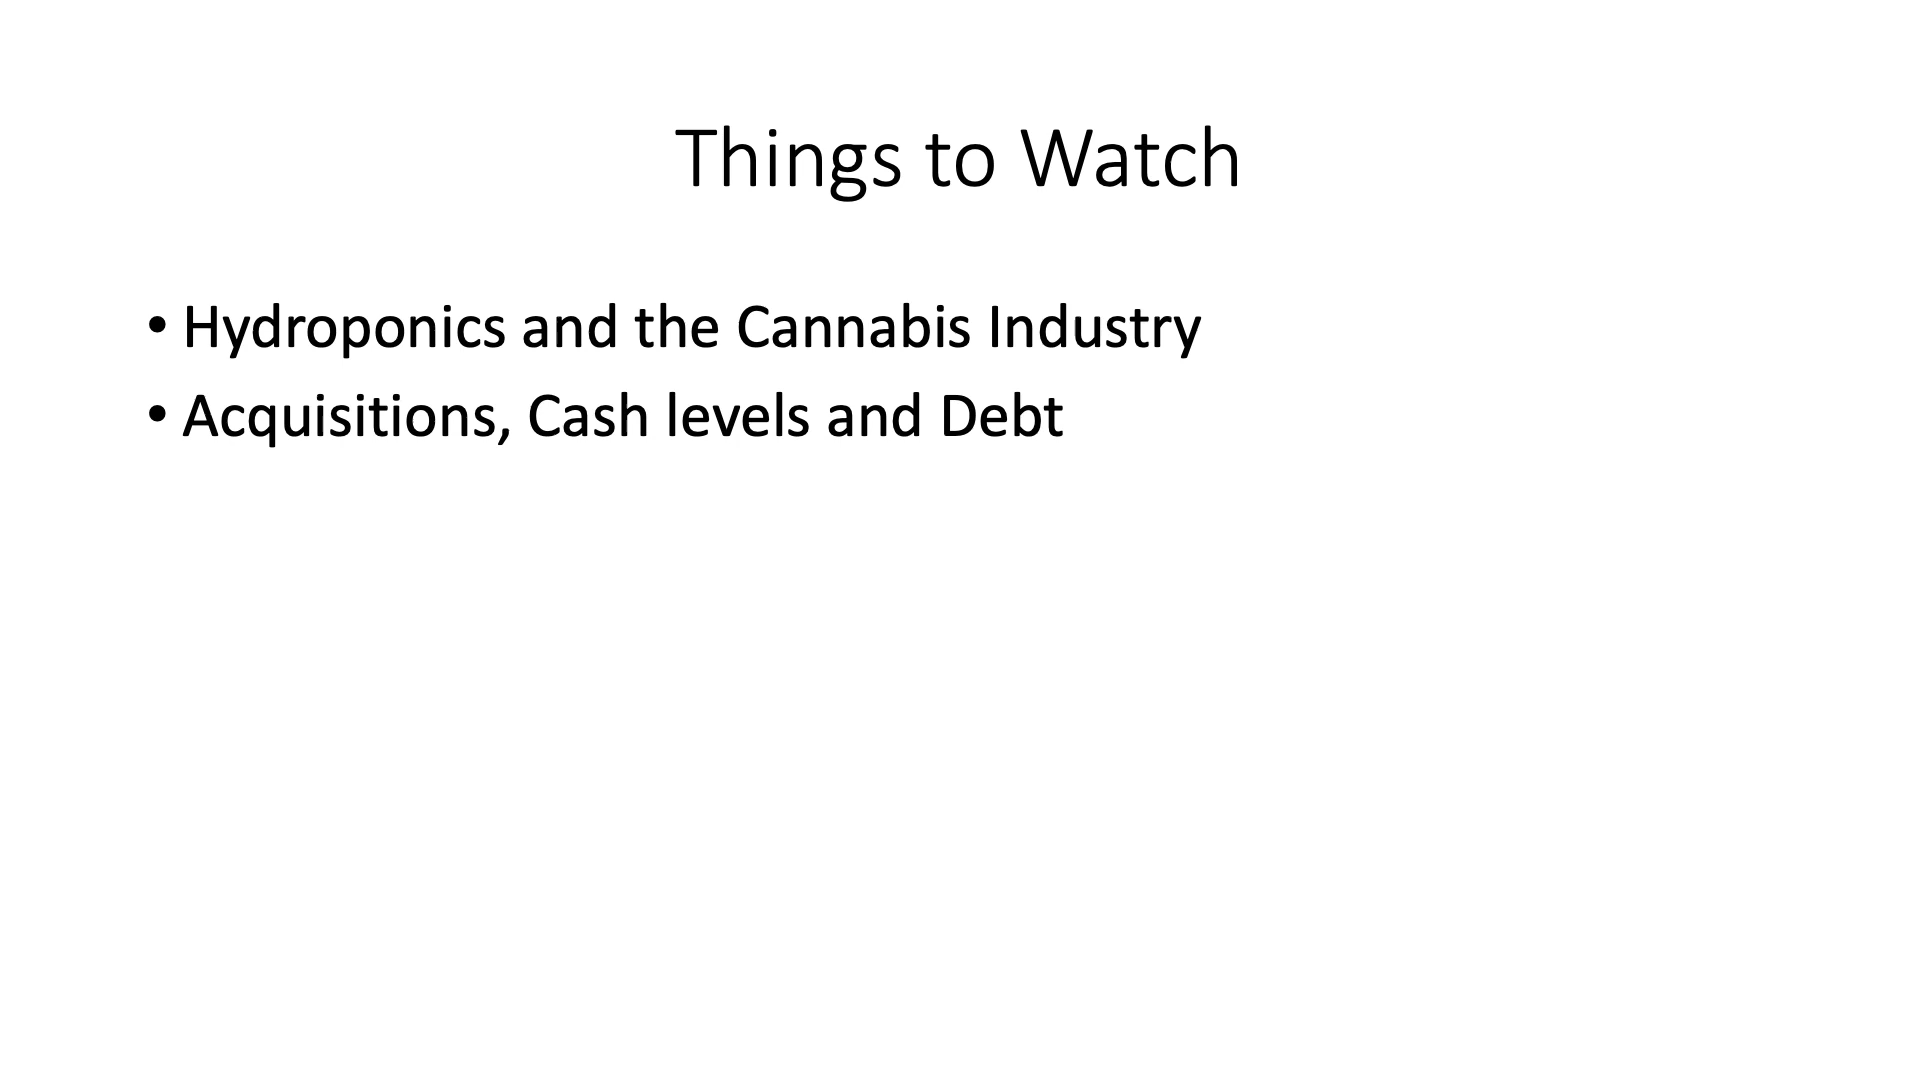 Things to Watch
• Hydroponics and the Cannabis Industry
• Acquisitions, Cash levels and Debt